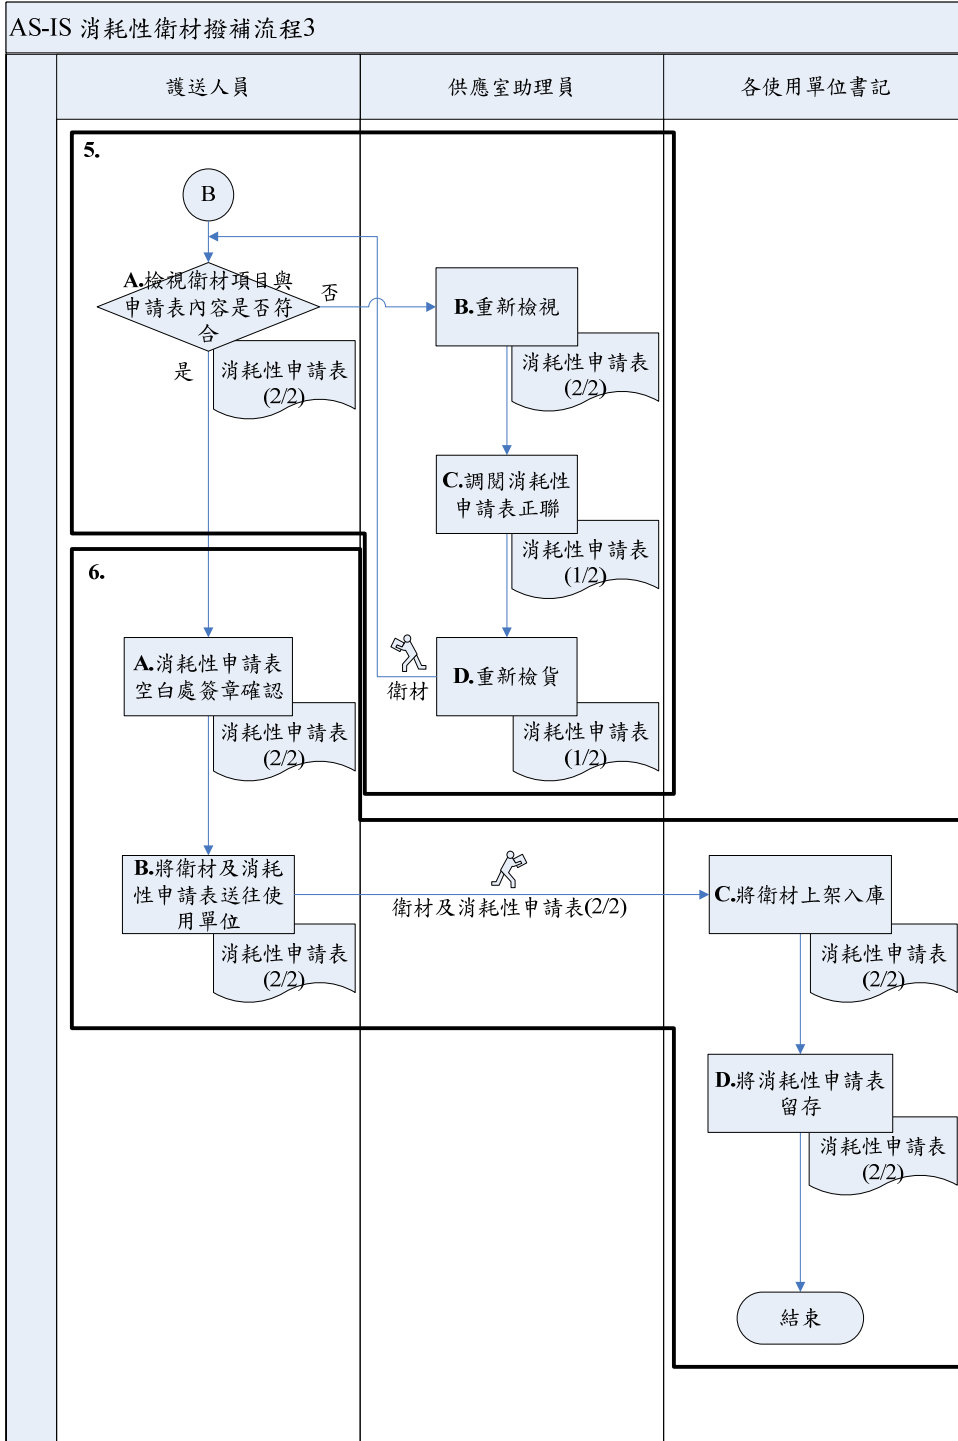 AS-IS 消耗性衛材撥補流程3
護送人員
供應室助理員
各使用單位書記
5.
B
A.檢視衛材項目與
申請表內容是否符
合
否
是
消耗性申請表
(2/2)
B.重新檢視
消耗性申請表
(2/2)
C.調閱消耗性
申請表正聯
消耗性申請表
(1/2)
D.重新檢貨
衛材
消耗性申請表
(1/2)
6.
A.消耗性申請表
空白處簽章確認
消耗性申請表
(2/2)
B.將衛材及消耗
性申請表送往使
用單位
消耗性申請表
(2/2)
衛材及消耗性申請表(2/2)
C.將衛材上架入庫
消耗性申請表
(2/2)
D.將消耗性申請表
留存
消耗性申請表
(2/2)
結束